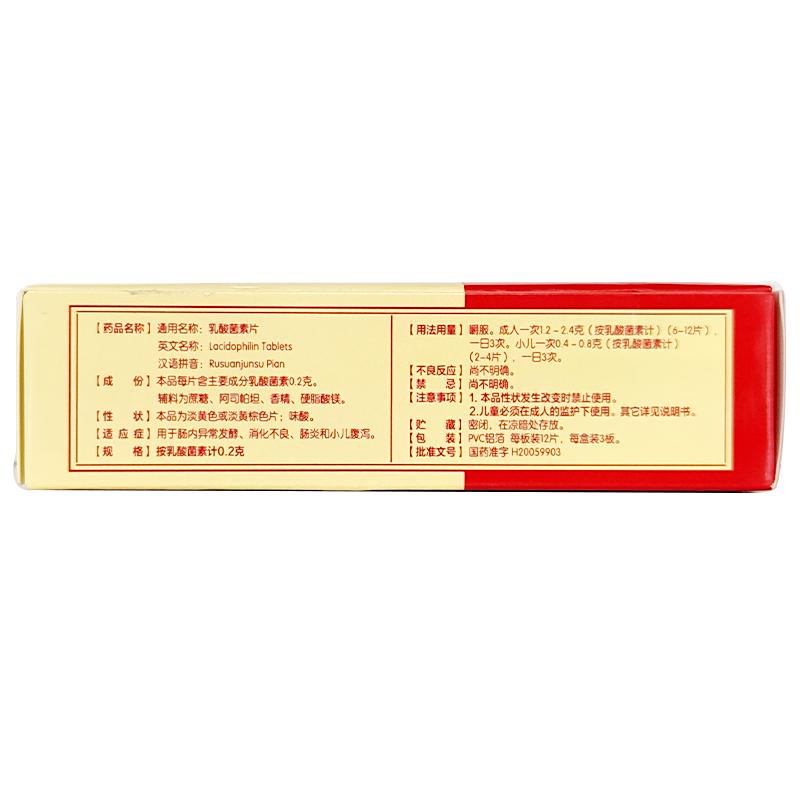 【药品名称】通用名称：乳酸菌素片
英文名称：Lacidophilin Tablets
汉语拼音：Rusuanjunsu Pian
【成　　份】本品每片含主要成分乳酸菌素0.2克。
辅料为蔗糖、阿司帕坦、香精、硬脂酸镁。
【性　　状】本品为淡黄色或淡黄棕色片；味酸。
【适 应 症】用于肠内异常发酵、消化不良、肠炎和小儿腹泻。
【规　　格】按乳酸菌素计0.2克
【用法用量】嚼服。成人一次1.2-2.4克（按乳酸菌素计）（6-12片），
一日3次。小儿一次0.4-0.8克（按乳酸菌素计）
（2-4片），一日3次。
【不良反应】尚不明确。
【禁　　忌】尚不明确。
【注意事项】1. 本品性状发生改变时禁止使用。
2.儿童必须在成人的监护下使用。其它详见说明书。
【贮　　藏】密闭，在凉暗处存放。
【包　　装】PVC铝箔 每板装12片，每盒装3板。
【批准文号】国药准字 H20059903